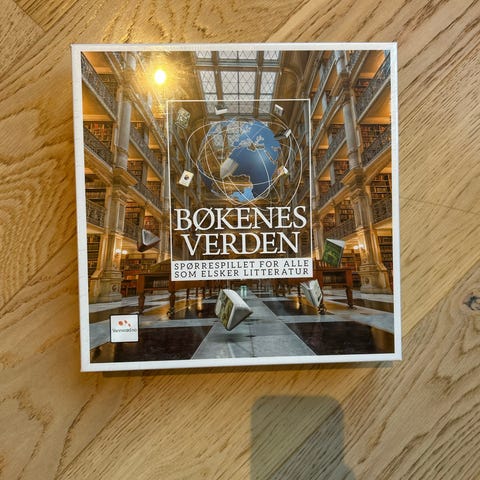 BØKENES
VERDEN
SPØRRESPILLET FOR ALLE
SOM ELSKER LITTERATUR